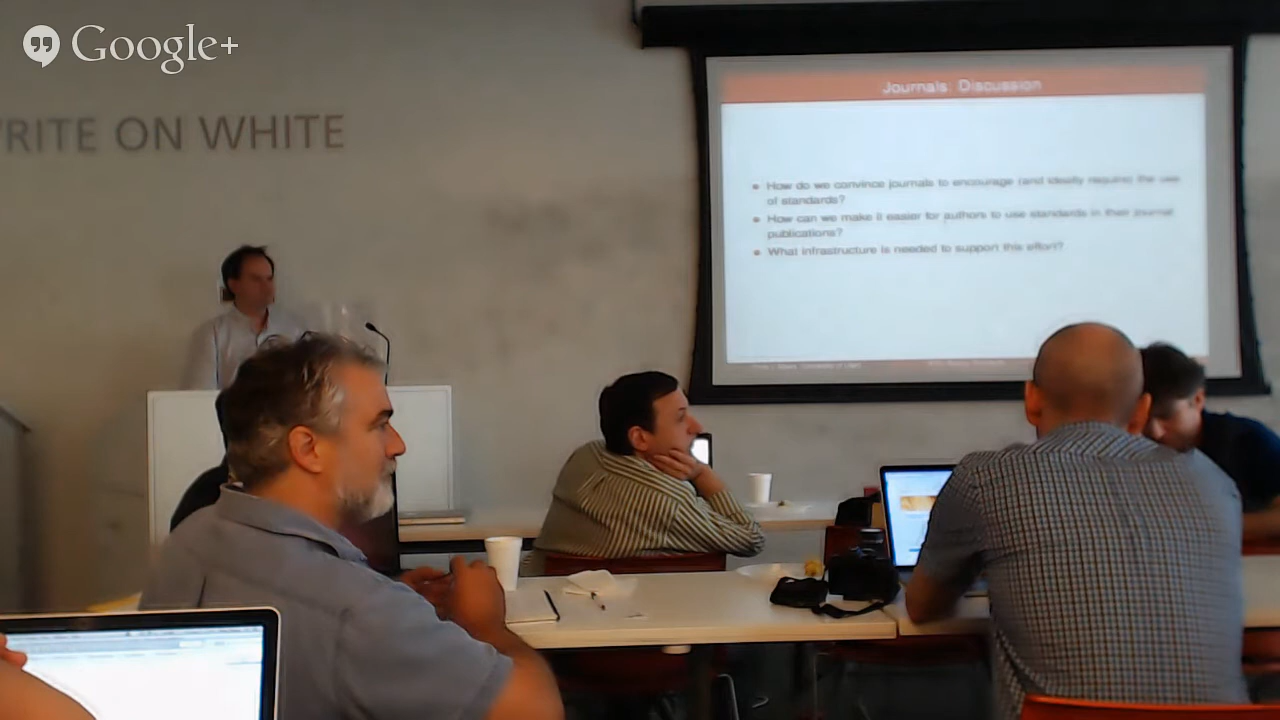 Google+
RITE ON WHITE
Journals: Discussion
How do we convince journals to encourage (and ideally require) the use
of standards?
How can we make it easier for authors to use standards in their journal
publications?
What infrastructure is needed to support this effort?